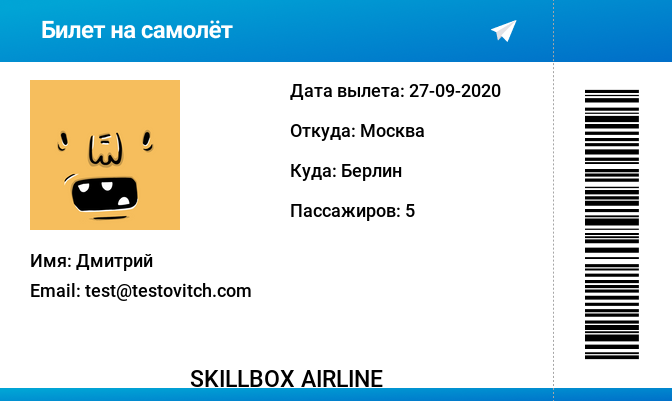 Билет на самолёт
Дата вылета: 27-09-2020
Откуда: Москва
Куда: Берлин
Пассажиров: 5
Имя: Дмитрий
Email: test@testovitch.com
SKILLBOX AIRLINE